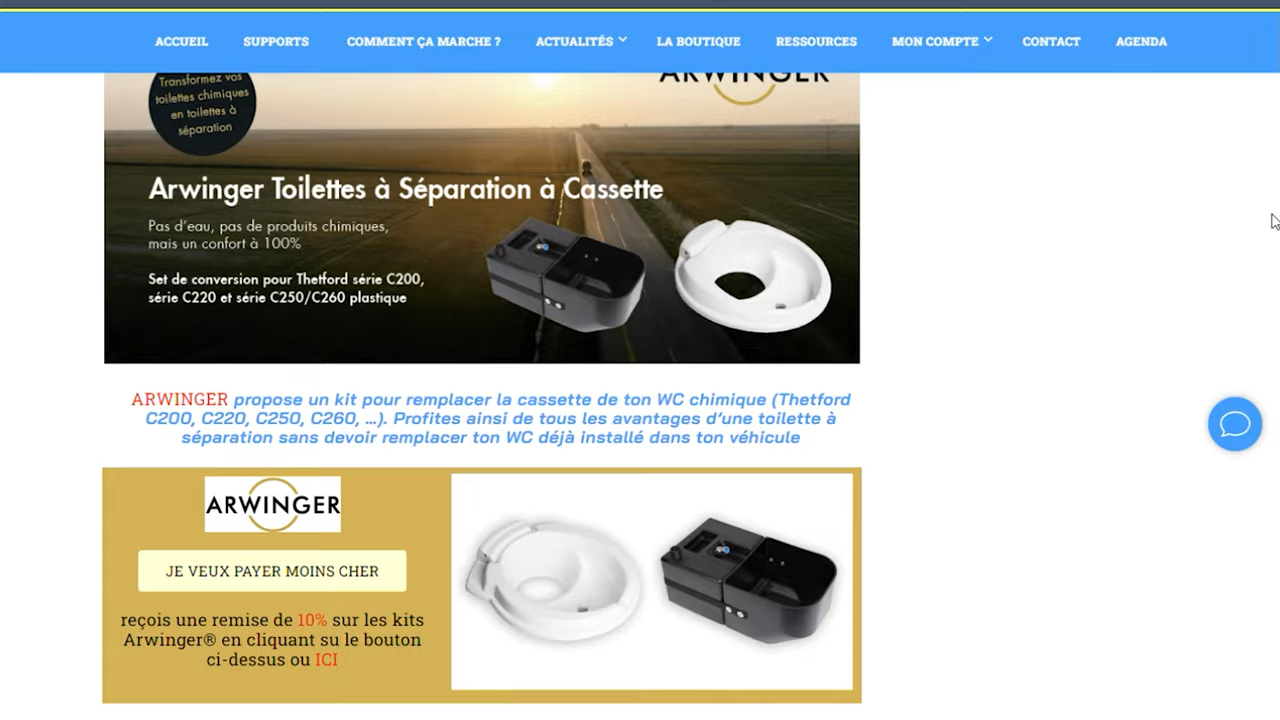 ACCUEIL SUPPORTS COMMENT ÇA MARCHE ? ACTUALITÉS LA BOUTIQUE RESSOURCES MON COMPTE CONTACT AGENDA
Transformez vos
toilettes chimiques
en toilettes à
séparation
ARWINGER
Arwinger Toilettes à Séparation à Cassette
Pas d'eau, pas de produits chimiques,
mais un confort à 100%
Set de conversion pour Thetford série C200,
série C220 et série C250/C260 plastique
ARWINGER propose un kit pour remplacer la cassette de ton WC chimique (Thetford
C200, C220, C250, C260, ...). Profites ainsi de tous les avantages d'une toilette à
séparation sans devoir remplacer ton WC déjà installé dans ton véhicule
ARWINGER
JE VEUX PAYER MOINS CHER
reçois une remise de 10% sur les kits
Arwinger® en cliquant su le bouton
ci-dessus ou ICI